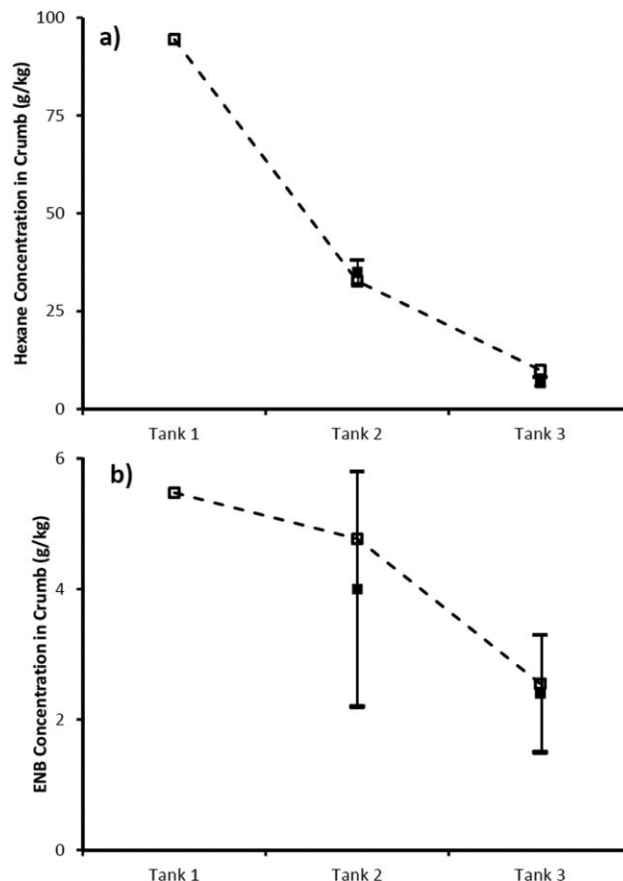 a)
Hexane Concentration in Crumb (g/kg)
100
75
50
25
0
Tank 1 Tank 2 Tank 3
b)
ENB Concentration in Crumb (g/kg)
6
4
2
0
Tank 1 Tank 2 Tank 3